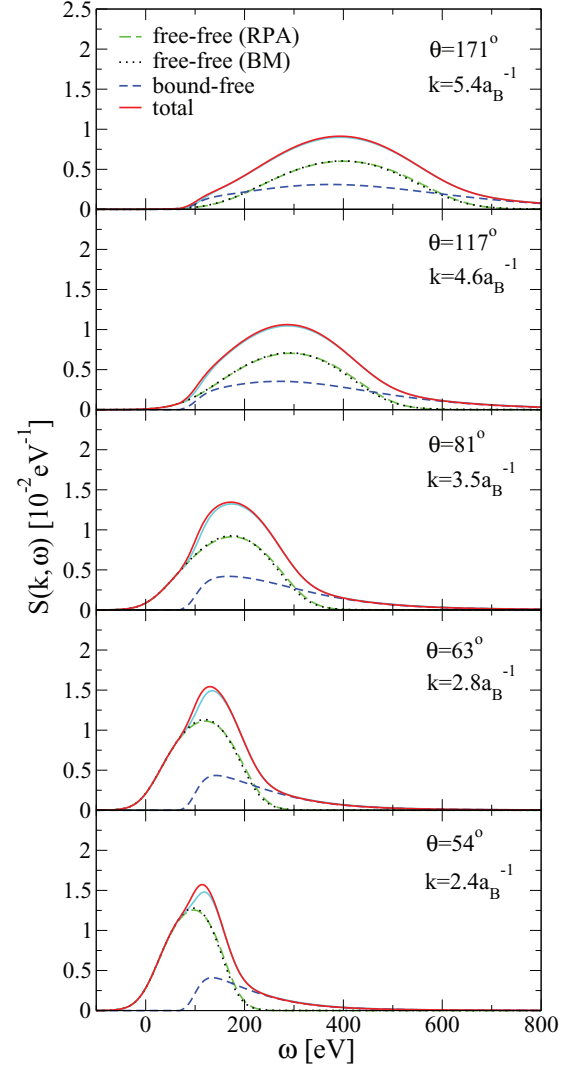 2.5
2
1.5
1
0.5
0
free-free (RPA)
free-free (BM)
bound-free
total
θ=171°
k=5.4a_B^-1
2
1.5
1
0.5
0
θ=117°
k=4.6a_B^-1
2
1.5
1
0.5
0
θ=81°
k=3.5a_B^-1
2
1.5
1
0.5
0
θ=63°
k=2.8a_B^-1
2
1.5
1
0.5
0
θ=54°
k=2.4a_B^-1
S(k,ω) [10^-2 eV^-1]
0 200 400 600 800
ω [eV]